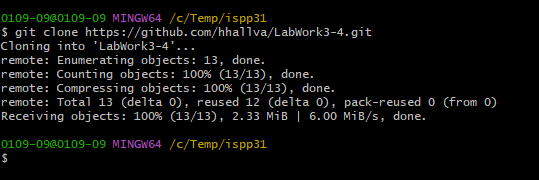 0109-09@0109-09 MINGW64 /c/Temp/ispp31
$ git clone https://github.com/hhallva/LabWork3-4.git
Cloning into 'LabWork3-4'...
remote: Enumerating objects: 13, done.
remote: Counting objects: 100% (13/13), done.
remote: Compressing objects: 100% (13/13), done.
remote: Total 13 (delta 0), reused 12 (delta 0), pack-reused 0 (from 0)
Receiving objects: 100% (13/13), 2.33 MiB | 6.00 MiB/s, done.
0109-09@0109-09 MINGW64 /c/Temp/ispp31
$